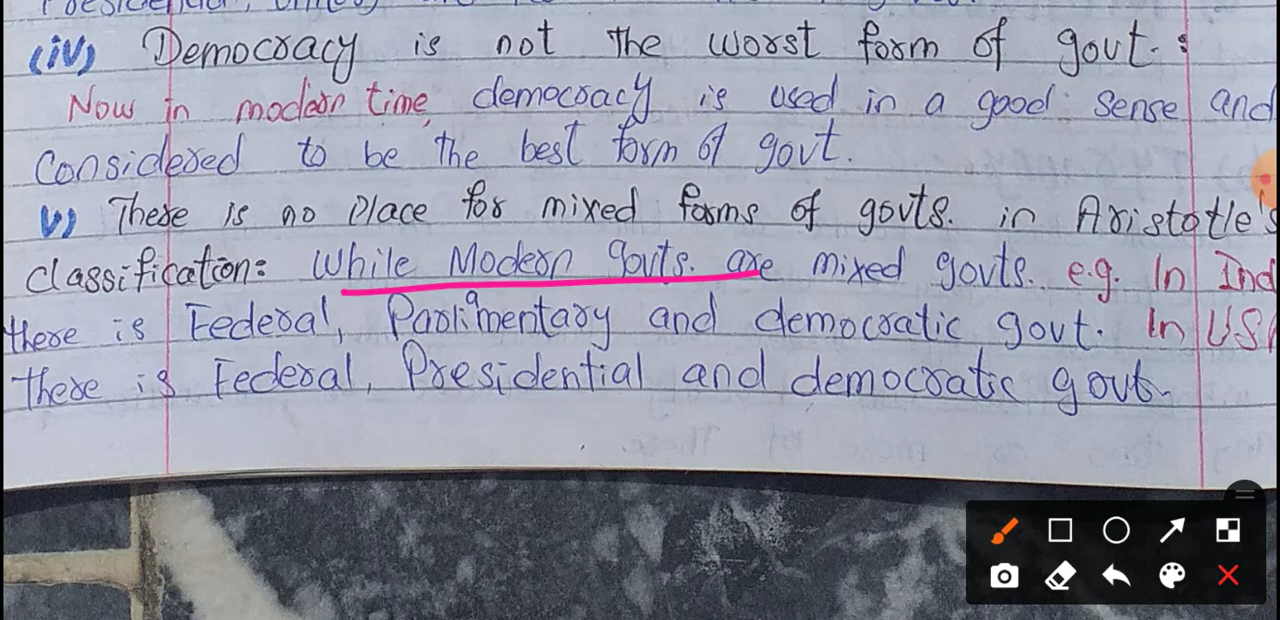 (iv) Democracy is not the worst form of govt. :
Now in modern time, democracy is used in a good sense and
Considered to be the best form of govt.
v) There is no Place for mixed forms of govts. in Aristotle's
classification: While Modern govts. are mixed govts. e.g. In Ind
there is Federal, Parlimentary and democratic govt. In US
There is Federal, Presidential and democratic govt.